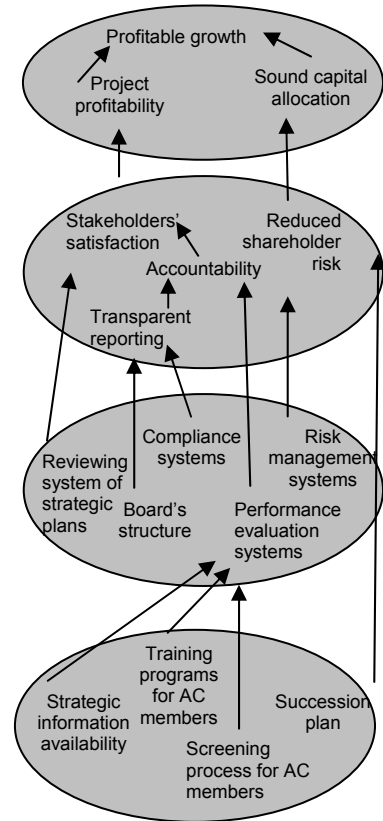 Profitable growth
Project
profitability
Sound capital
allocation
Stakeholders'
satisfaction
Reduced
shareholder
risk
Accountability
Transparent
reporting
Compliance
systems
Risk
management
systems
Reviewing
system of
strategic
plans
Board's
structure
Performance
evaluation
systems
Training
programs
for AC
members
Strategic
information
availability
Succession
plan
Screening
process for AC
members